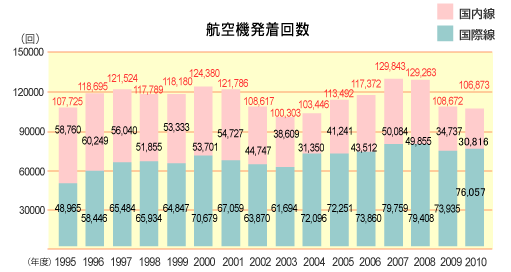 航空機発着回数
国内線
国際線
(回)
150000
120000
90000
60000
30000
107,725 118,695 121,524 117,789 118,180 124,380 121,786 108,617 100,303 103,446 113,492 117,372 129,843 129,263 108,672 106,873
58,760 60,249 56,040 51,855 53,333 53,701 54,727 44,747 38,609 31,350 41,241 43,512 50,084 49,855 34,737 30,816
48,965 58,446 65,484 65,934 64,847 70,679 67,059 63,870 61,694 72,096 72,251 73,860 79,759 79,408 73,935 76,057
(年度) 1995 1996 1997 1998 1999 2000 2001 2002 2003 2004 2005 2006 2007 2008 2009 2010